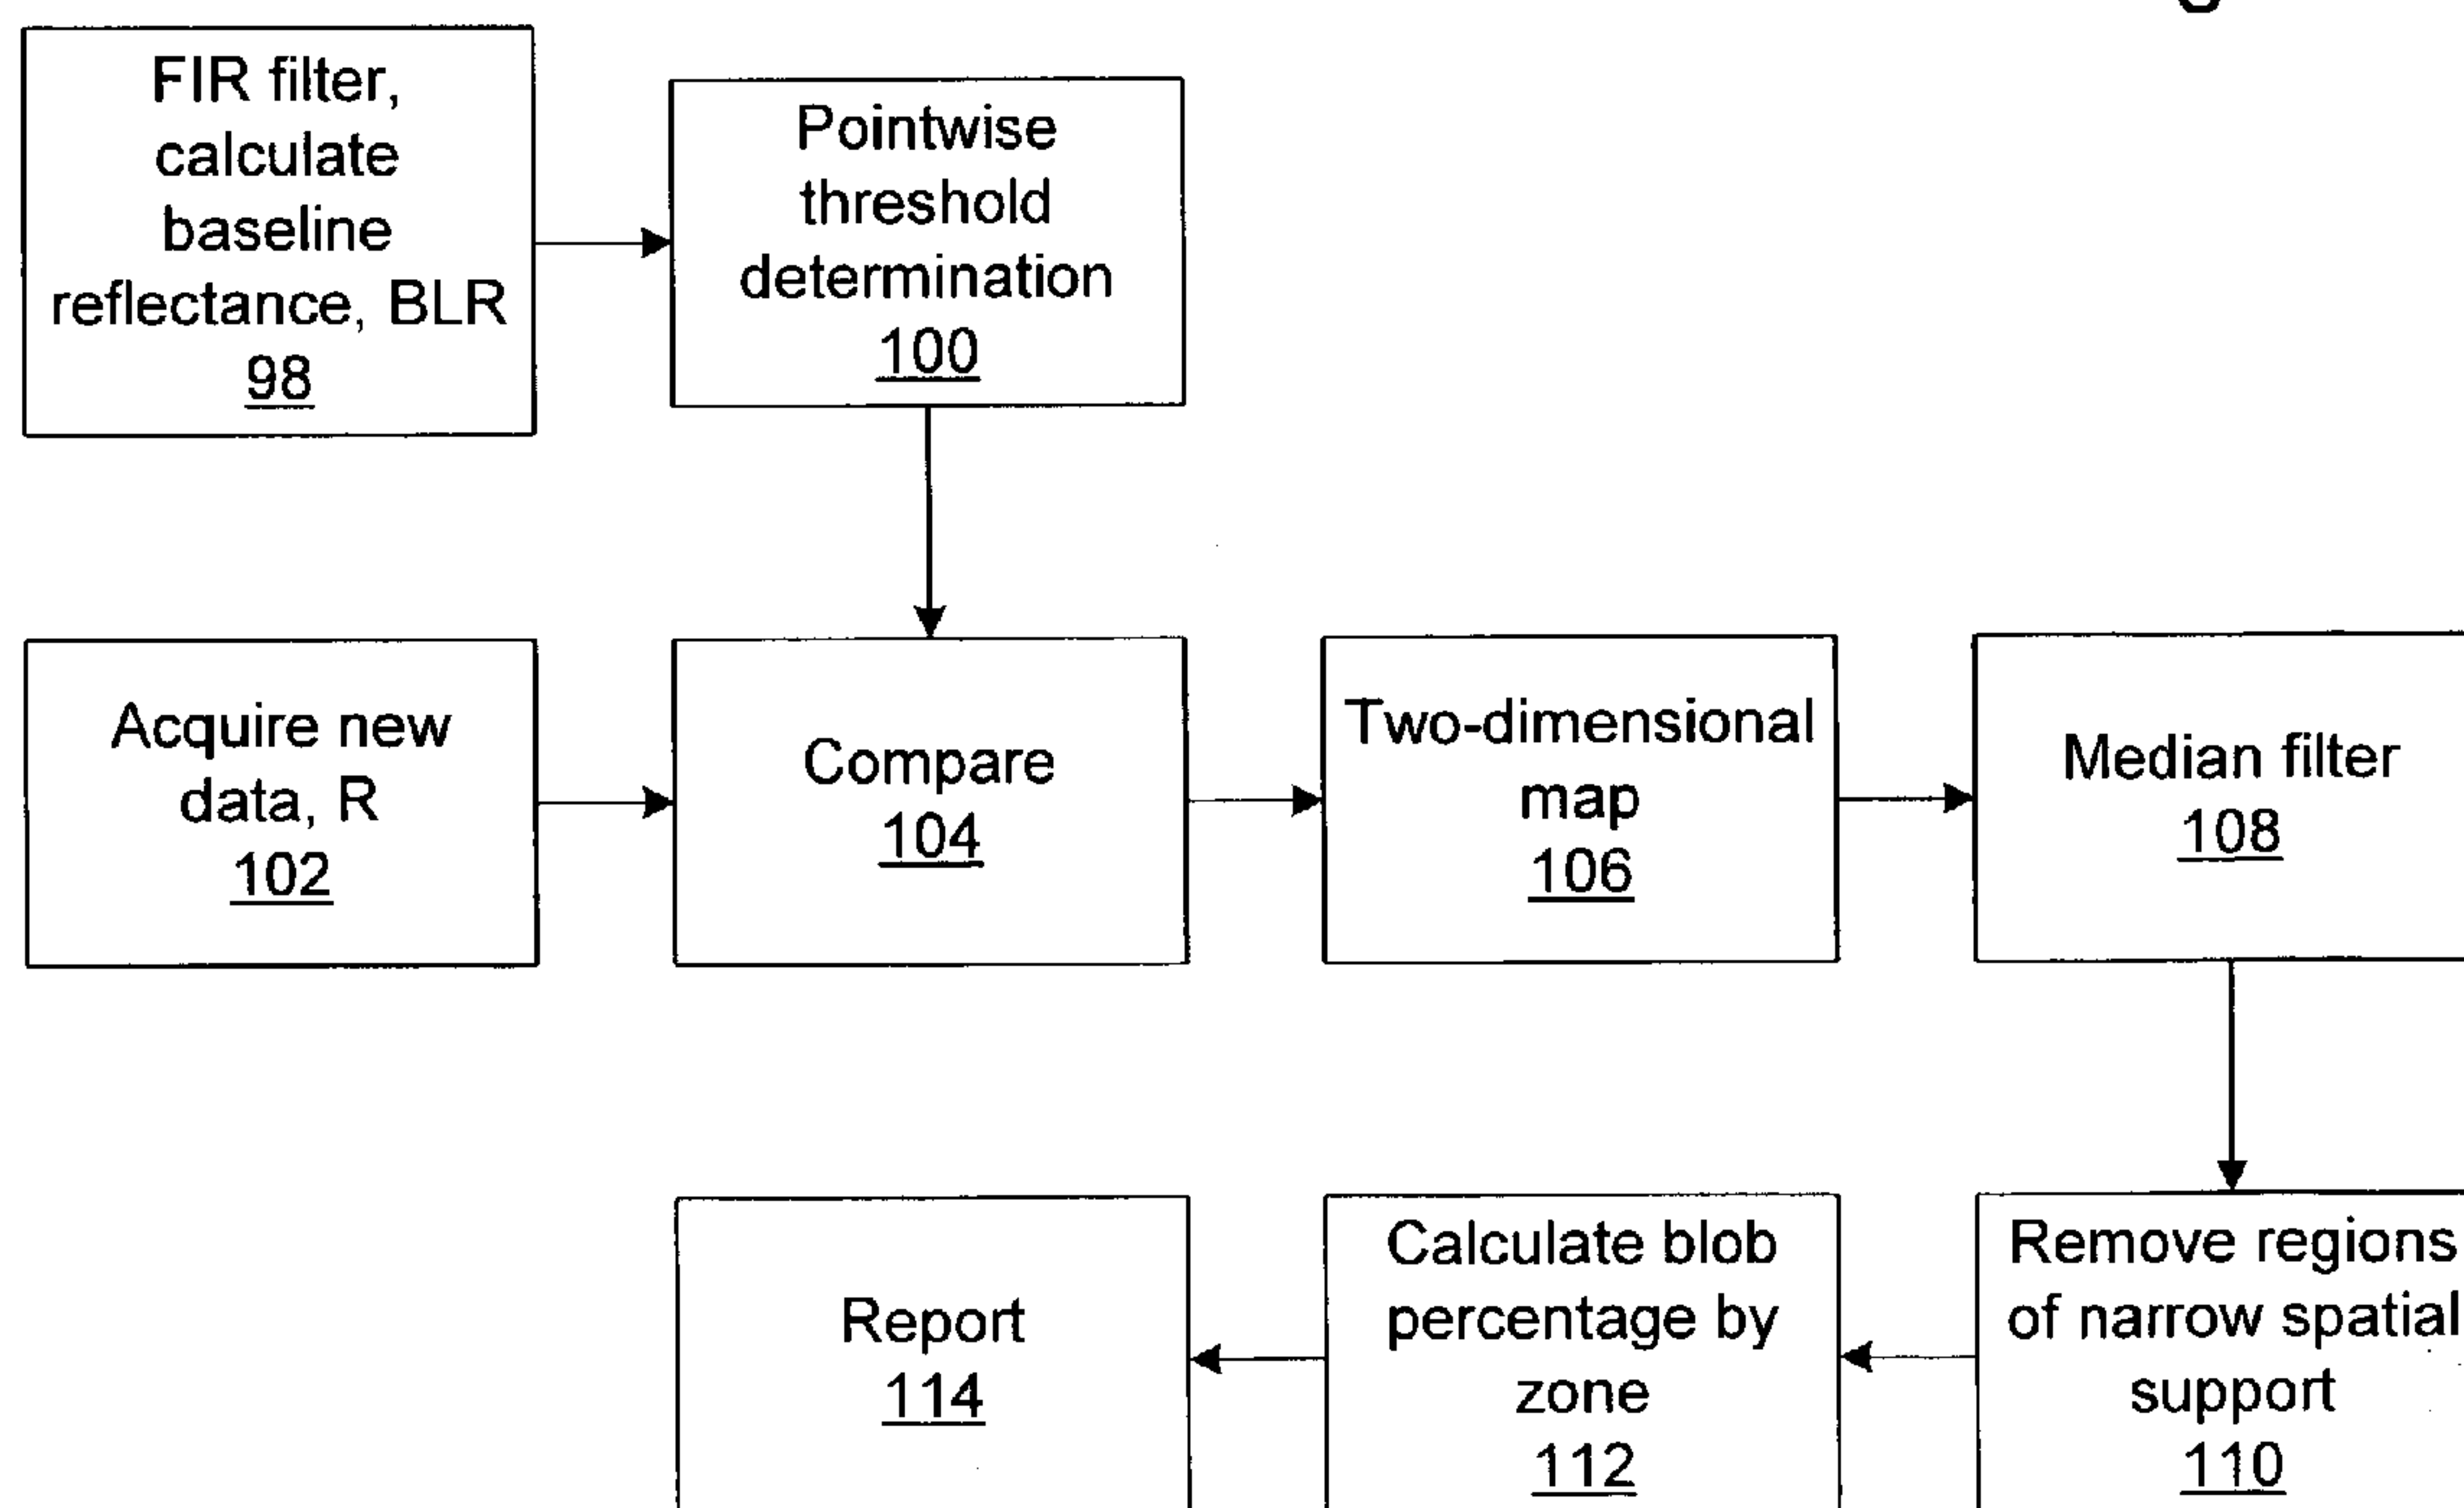 FIR filter,
calculate
baseline
reflectance, BLR
98
Pointwise
threshold
determination
100
Acquire new
data, R
102
Compare
104
Two-dimensional
map
106
Median filter
108
Remove regions
of narrow spatial
support
110
Calculate blob
percentage by
zone
112
Report
114